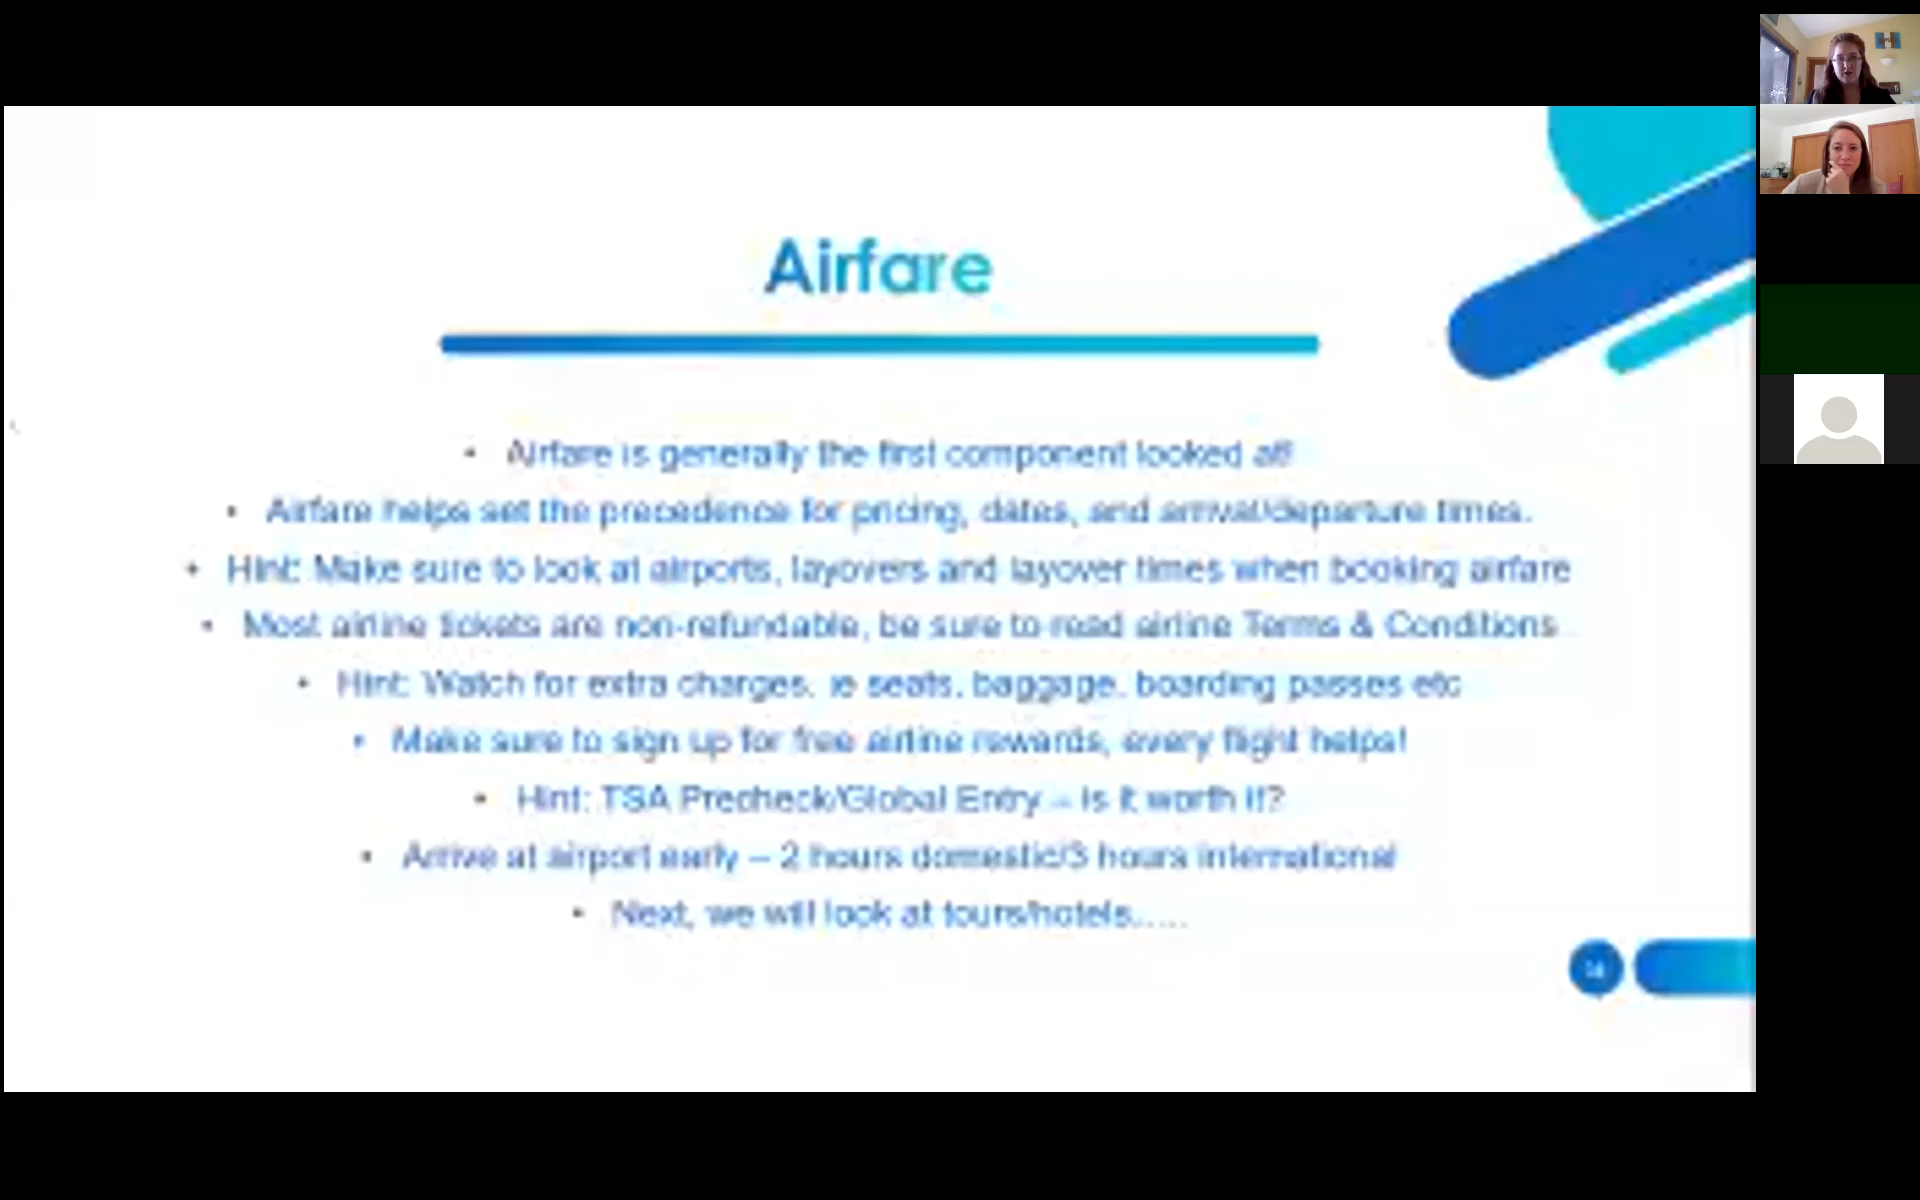 Airfare
• Airfare is generally the first component looked at!
• Airfare helps set the precedence for pricing, dates, and arrival/departure times.
• Hint: Make sure to look at airports, layovers and layover times when booking airfare
• Most airline tickets are non-refundable, be sure to read airline Terms & Conditions
• Hint: Watch for extra charges, ie seats, baggage, boarding passes etc
• Make sure to sign up for free airline rewards, every flight helps!
• Hint: TSA Precheck/Global Entry – Is it worth it?
• Arrive at airport early – 2 hours domestic/3 hours international
• Next, we will look at tours/hotels.....